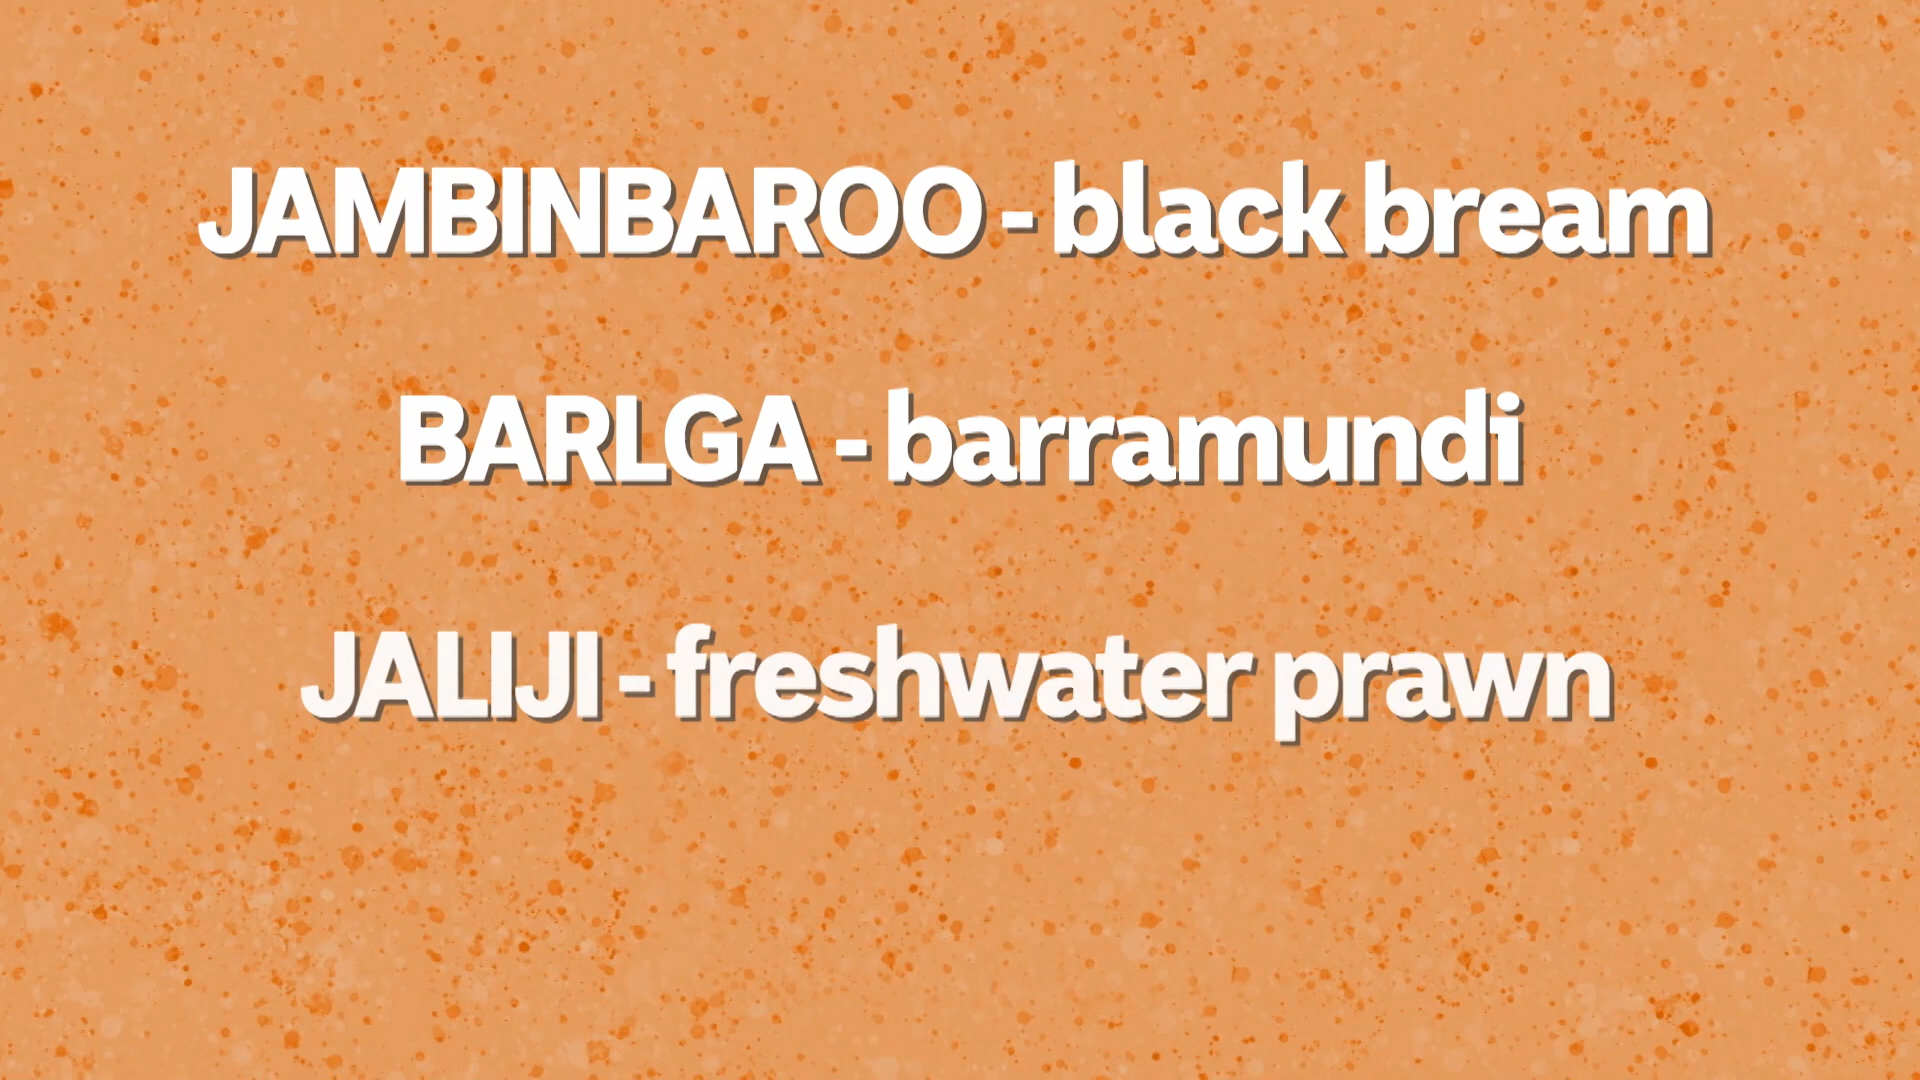 JAMBINBAROO - black bream
BARLGA - barramundi
JALIJI - freshwater prawn